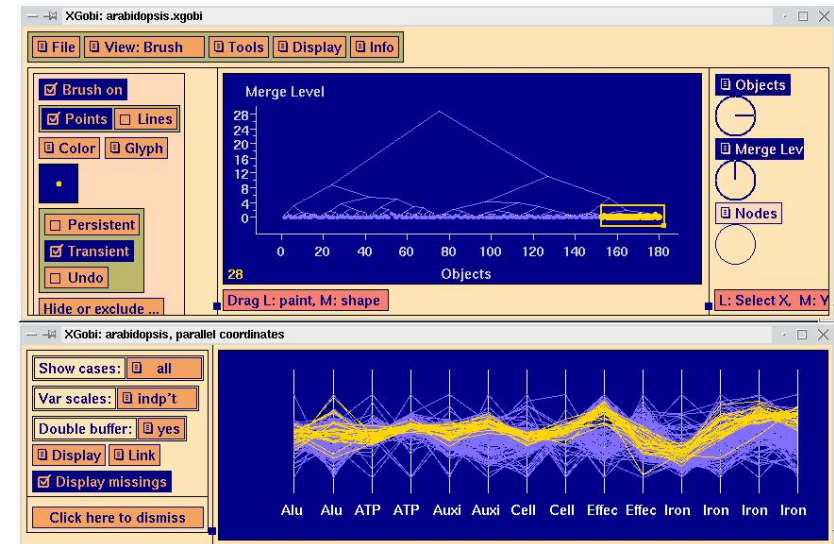 XGobi: arabidopsis.xgobi
File View: Brush Tools Display Info
Brush on
Points Lines
Color Glyph
Persistent
Transient
Undo
Hide or exclude ...
Merge Level
28
24
20
16
12
8
4
0
0 20 40 60 80 100 120 140 160 180
28 Objects
Drag L: paint, M: shape
Objects
Merge Lev
Nodes
L: Select X, M: Y
XGobi: arabidopsis, parallel coordinates
Show cases: all
Var scales: indp't
Double buffer: yes
Display Link
Display missings
Click here to dismiss
Alu Alu ATP ATP Auxi Auxi Cell Cell Effec Effec Iron Iron Iron Iron